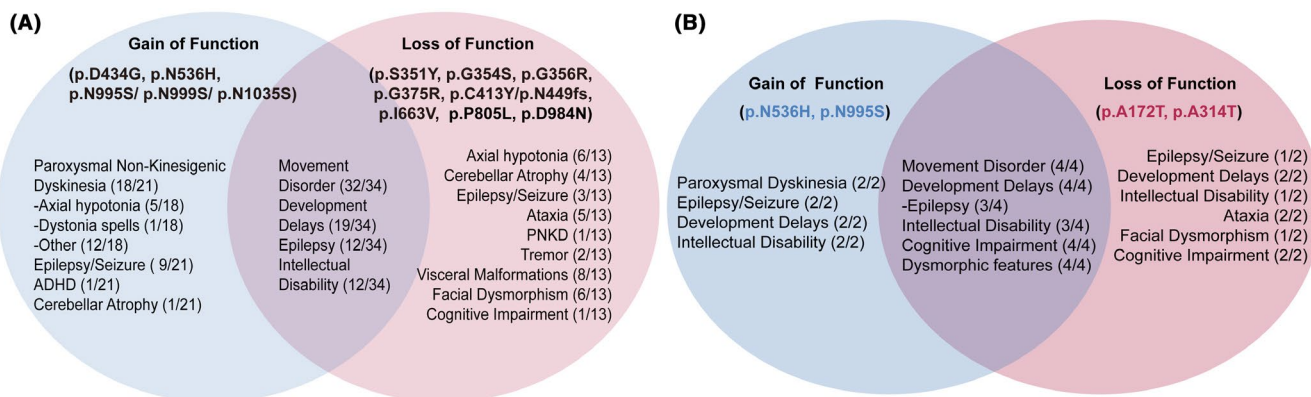 (A)
Gain of Function
(p.D434G, p.N536H,
p.N995S/ p.N999S/ p.N1035S)
Loss of Function
(p.S351Y, p.G354S, p.G356R,
p.G375R, p.C413Y/p.N449fs,
p.I663V, p.P805L, p.D984N)
Paroxysmal Non-Kinesigenic
Dyskinesia (18/21)
-Axial hypotonia (5/18)
-Dystonia spells (1/18)
-Other (12/18)
Epilepsy/Seizure ( 9/21)
ADHD (1/21)
Cerebellar Atrophy (1/21)
Movement
Disorder (32/34)
Development
Delays (19/34)
Epilepsy (12/34)
Intellectual
Disability (12/34)
Axial hypotonia (6/13)
Cerebellar Atrophy (4/13)
Epilepsy/Seizure (3/13)
Ataxia (5/13)
PNKD (1/13)
Tremor (2/13)
Visceral Malformations (8/13)
Facial Dysmorphism (6/13)
Cognitive Impairment (1/13)
(B)
Gain of Function
(p.N536H, p.N995S)
Loss of Function
(p.A172T, p.A314T)
Paroxysmal Dyskinesia (2/2)
Epilepsy/Seizure (2/2)
Development Delays (2/2)
Intellectual Disability (2/2)
Movement Disorder (4/4)
Development Delays (4/4)
-Epilepsy (3/4)
Intellectual Disability (3/4)
Cognitive Impairment (4/4)
Dysmorphic features (4/4)
Epilepsy/Seizure (1/2)
Development Delays (2/2)
Intellectual Disability (1/2)
Ataxia (2/2)
Facial Dysmorphism (1/2)
Cognitive Impairment (2/2)